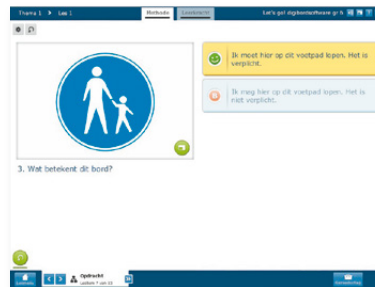 Thema 1 > Les 1
Methode
Leerkracht
Let's go! digibordsoftware gr 6
Ik moet hier op dit voetpad lopen. Het is
verplicht.
Ik mag hier op dit voetpad lopen. Het is
niet verplicht.
3. Wat betekent dit bord?
Opdracht